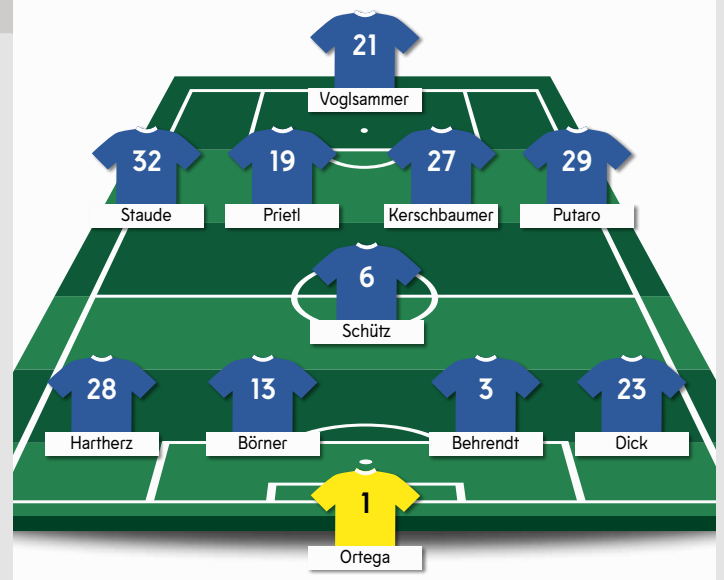 21
Voglsammer
32 19 27 29
Staude Prietl Kerschbaumer Putaro
6
Schütz
28 13 3 23
Hartherz Börner Behrendt Dick
1
Ortega